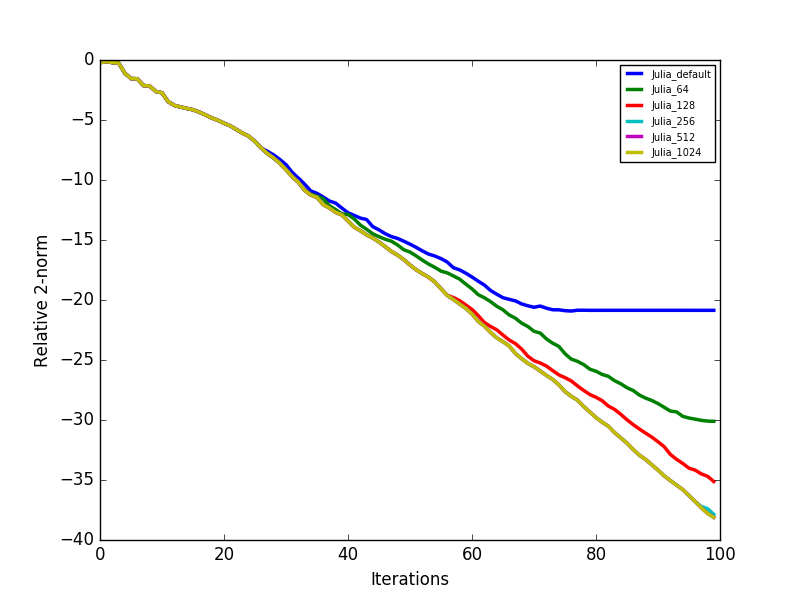 0
−5
−10
−15
−20
−25
−30
−35
−40
Relative 2-norm
Julia_default
Julia_64
Julia_128
Julia_256
Julia_512
Julia_1024
0 20 40 60 80 100
Iterations